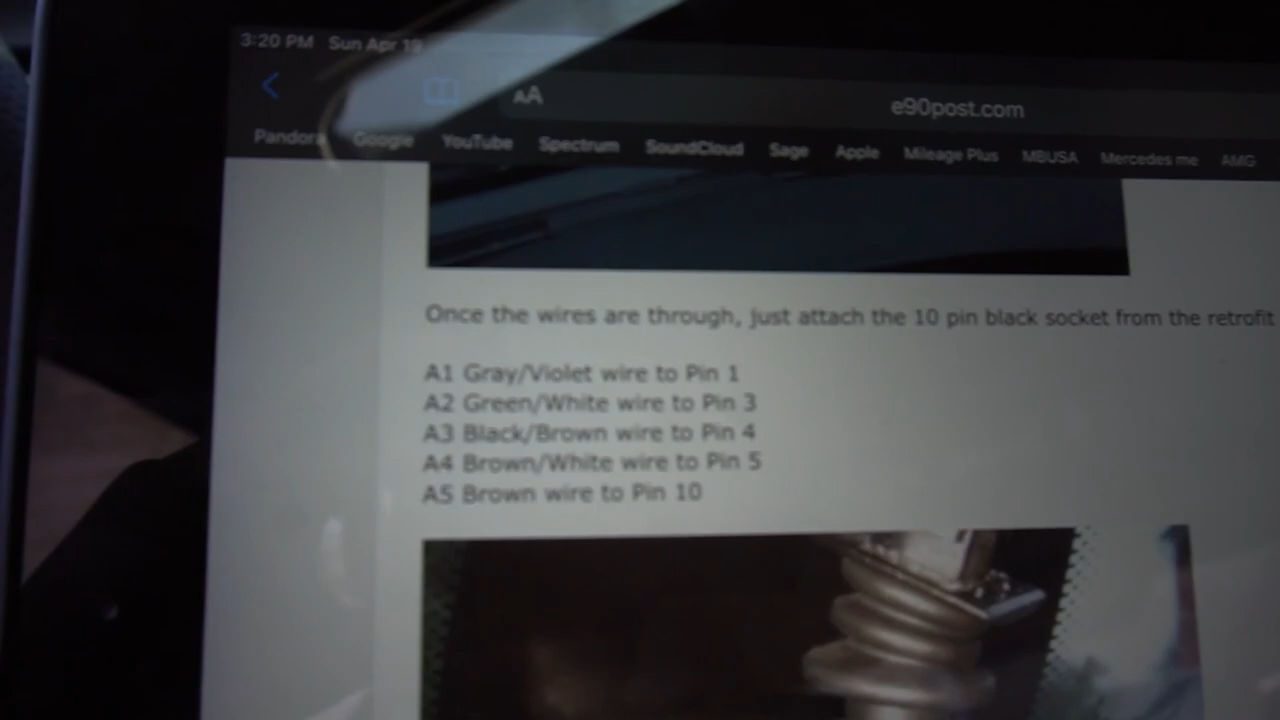 3:20 PM Sun Apr 19
AA
e90post.com
Pandora Google YouTube Spectrum SoundCloud Sage Apple Mileage Plus MBUSA Mercedes me AMG
Once the wires are through, just attach the 10 pin black socket from the retrofit
A1 Gray/Violet wire to Pin 1
A2 Green/White wire to Pin 3
A3 Black/Brown wire to Pin 4
A4 Brown/White wire to Pin 5
A5 Brown wire to Pin 10